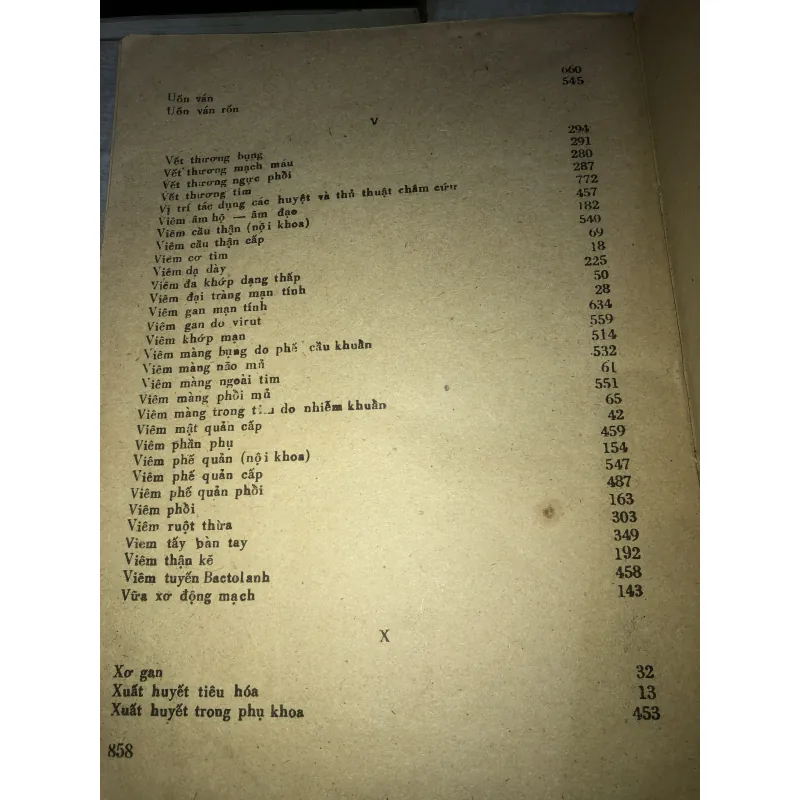 Uốn ván 660
Uốn ván rốn 545
V
Vết thương bụng 294
Vết thương mạch máu 291
Vết thương ngực phổi 280
Vết thương tim 287
Vị trí tác dụng các huyệt và thủ thuật châm cứu 772
Viêm âm hộ — âm đạo 457
Viêm cầu thận (nội khoa) 182
Viêm cầu thận cấp 540
Viêm cơ tim 69
Viêm dạ dày 18
Viêm đa khớp dạng thấp 225
Viêm đại tràng mạn tính 50
Viêm gan mạn tính 28
Viêm gan do virut 634
Viêm khớp mạn 559
Viêm màng bụng do phế cầu khuẩn 514
Viêm màng não mủ 532
Viêm màng ngoài tim 61
Viêm màng phổi mủ 551
Viêm màng trong tim do nhiễm khuẩn 65
Viêm mật quản cấp 42
Viêm phần phụ 459
Viêm phế quản (nội khoa) 154
Viêm phế quản cấp 547
Viêm phế quản phổi 487
Viêm phổi 163
Viêm ruột thừa 303
Viem tấy bàn tay 349
Viêm thận kẽ 192
Viêm tuyến Bactolanh 458
Vữa xơ động mạch 143
X
Xơ gan 32
Xuất huyết tiêu hóa 13
Xuất huyết trong phụ khoa 453
858